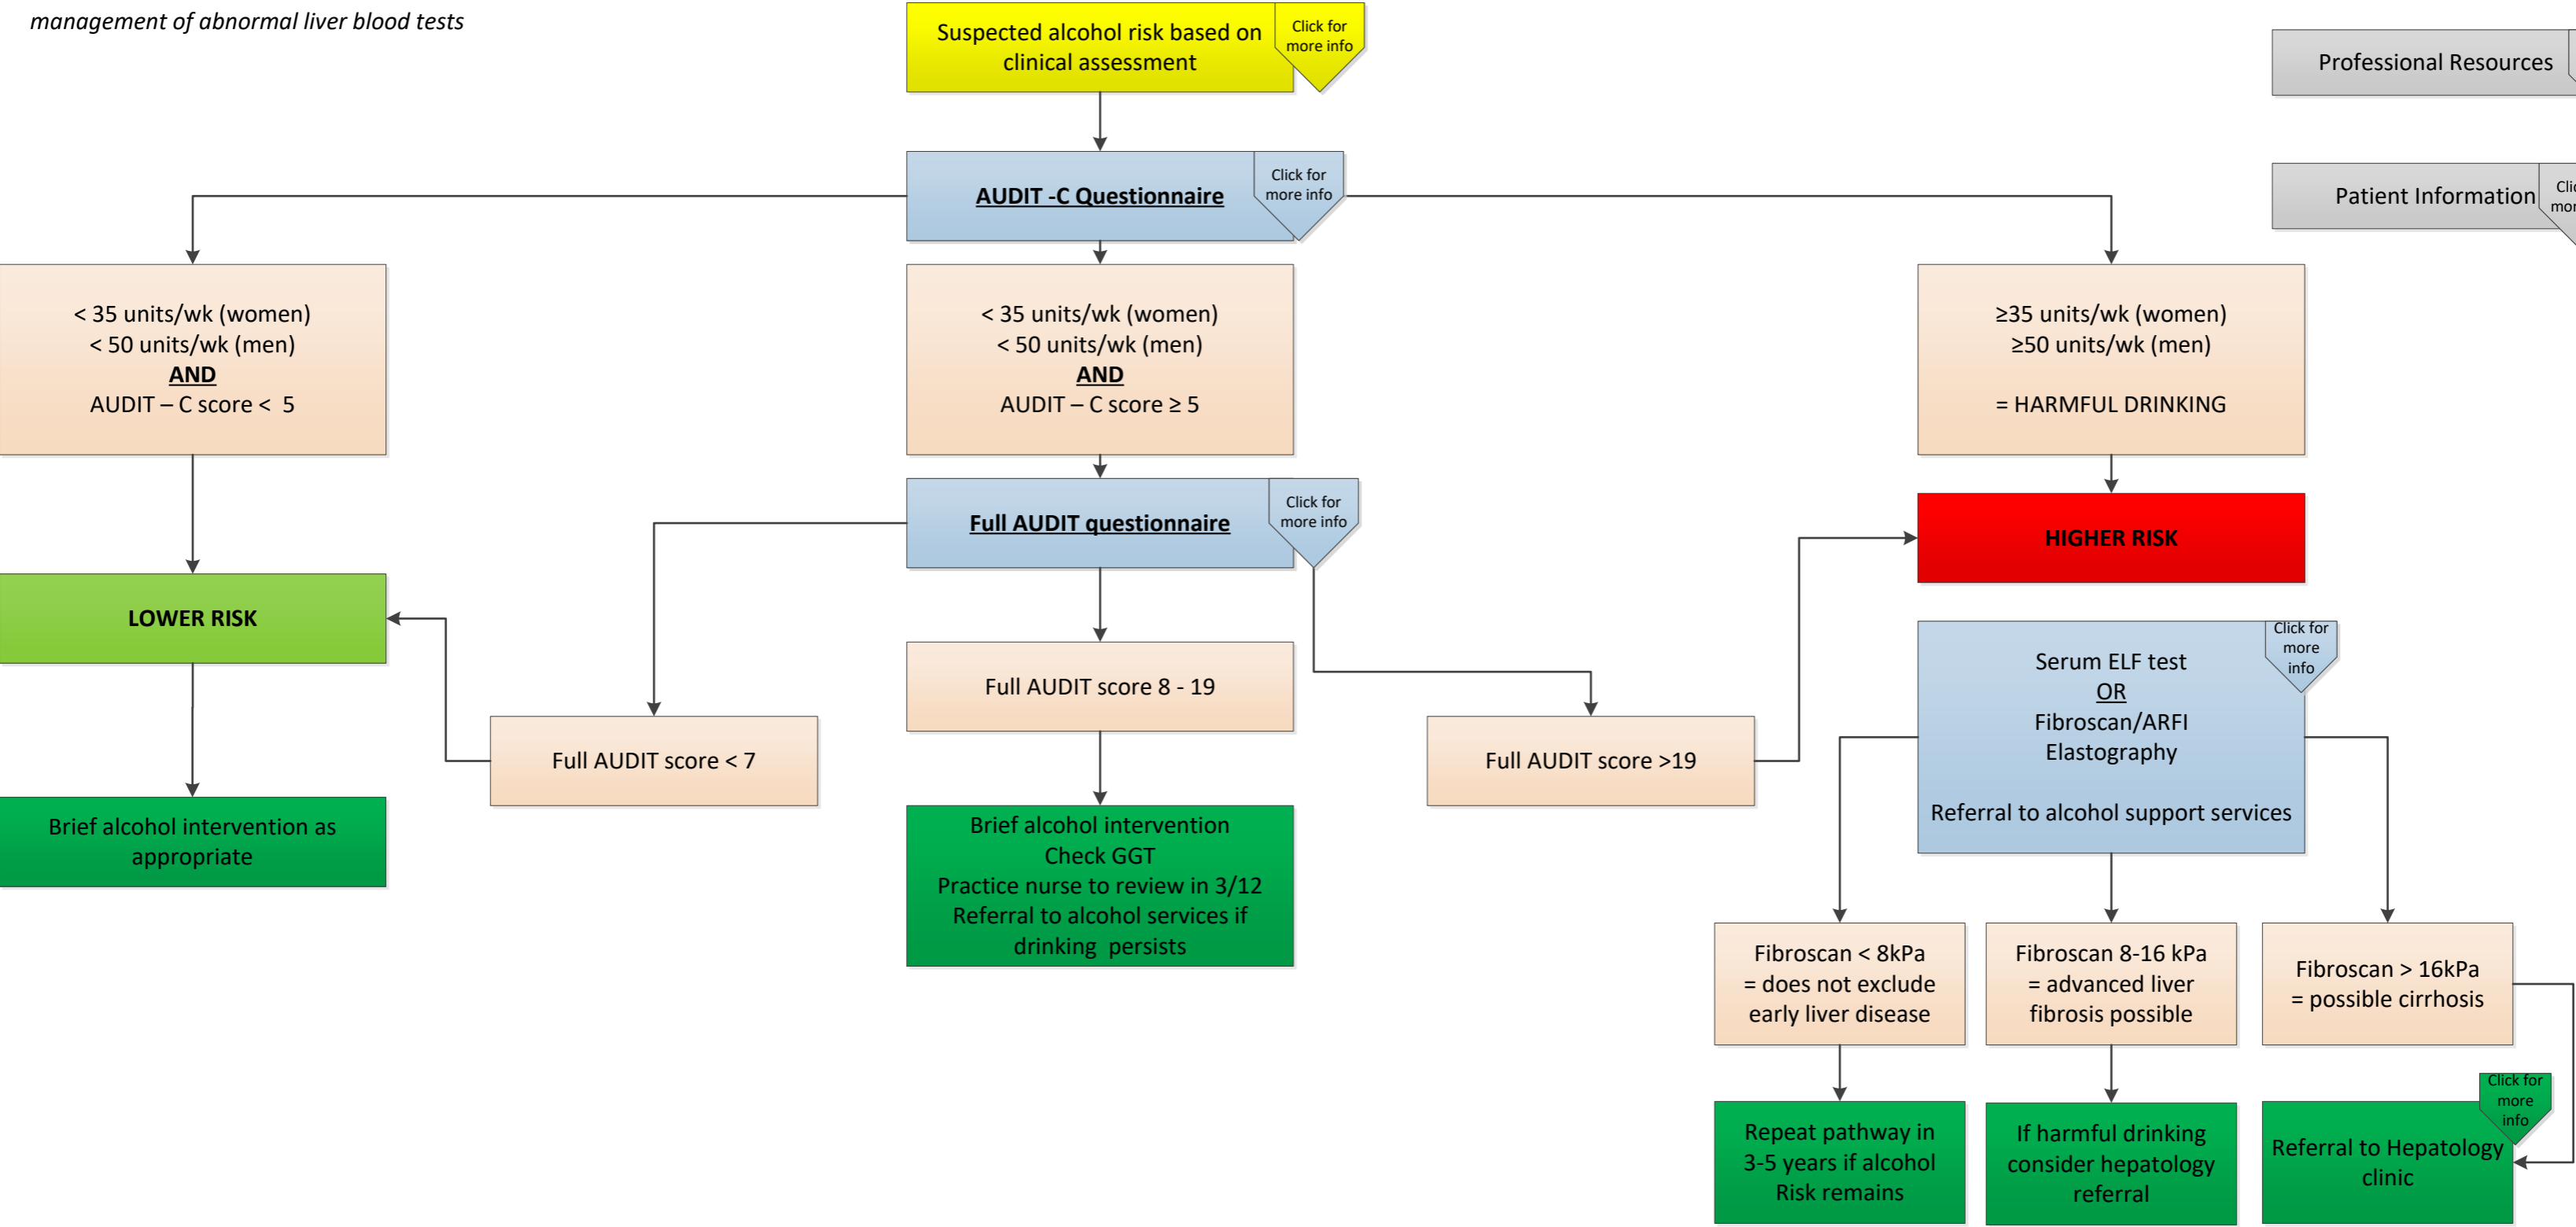 management of abnormal liver blood tests
Suspected alcohol risk based on
clinical assessment
Click for
more info
Professional Resources
AUDIT -C Questionnaire
Click for
more info
Patient Information
< 35 units/wk (women)
< 50 units/wk (men)
AND
AUDIT – C score <  5
< 35 units/wk (women)
< 50 units/wk (men)
AND
AUDIT – C score ≥ 5
≥35 units/wk (women)
≥50 units/wk (men)
= HARMFUL DRINKING
Full AUDIT questionnaire
Click for
more info
HIGHER RISK
LOWER RISK
Full AUDIT score 8 - 19
Full AUDIT score < 7
Full AUDIT score >19
Serum ELF test
OR
Fibroscan/ARFI
Elastography
Referral to alcohol support services
Click for
more
info
Brief alcohol intervention as
appropriate
Brief alcohol intervention
Check GGT
Practice nurse to review in 3/12
Referral to alcohol services if
drinking  persists
Fibroscan < 8kPa
= does not exclude
early liver disease
Fibroscan 8-16 kPa
= advanced liver
fibrosis possible
Fibroscan > 16kPa
= possible cirrhosis
Repeat pathway in
3-5 years if alcohol
Risk remains
If harmful drinking
consider hepatology
referral
Click for
more
info
Referral to Hepatology
clinic